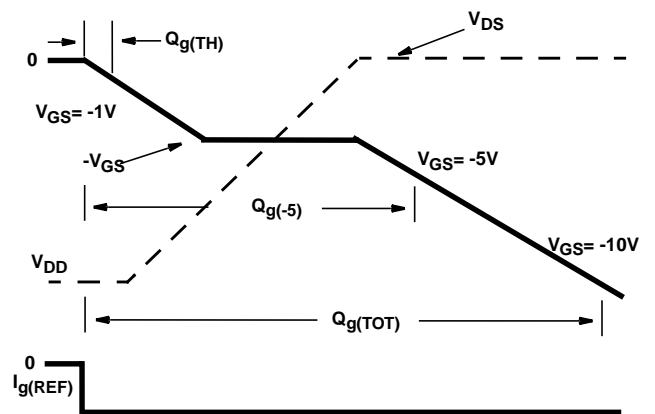 V_DS
Q_g(TH)
0
V_GS= -1V
-V_GS
V_GS= -5V
Q_g(-5)
V_GS= -10V
V_DD
Q_g(TOT)
0
I_g(REF)